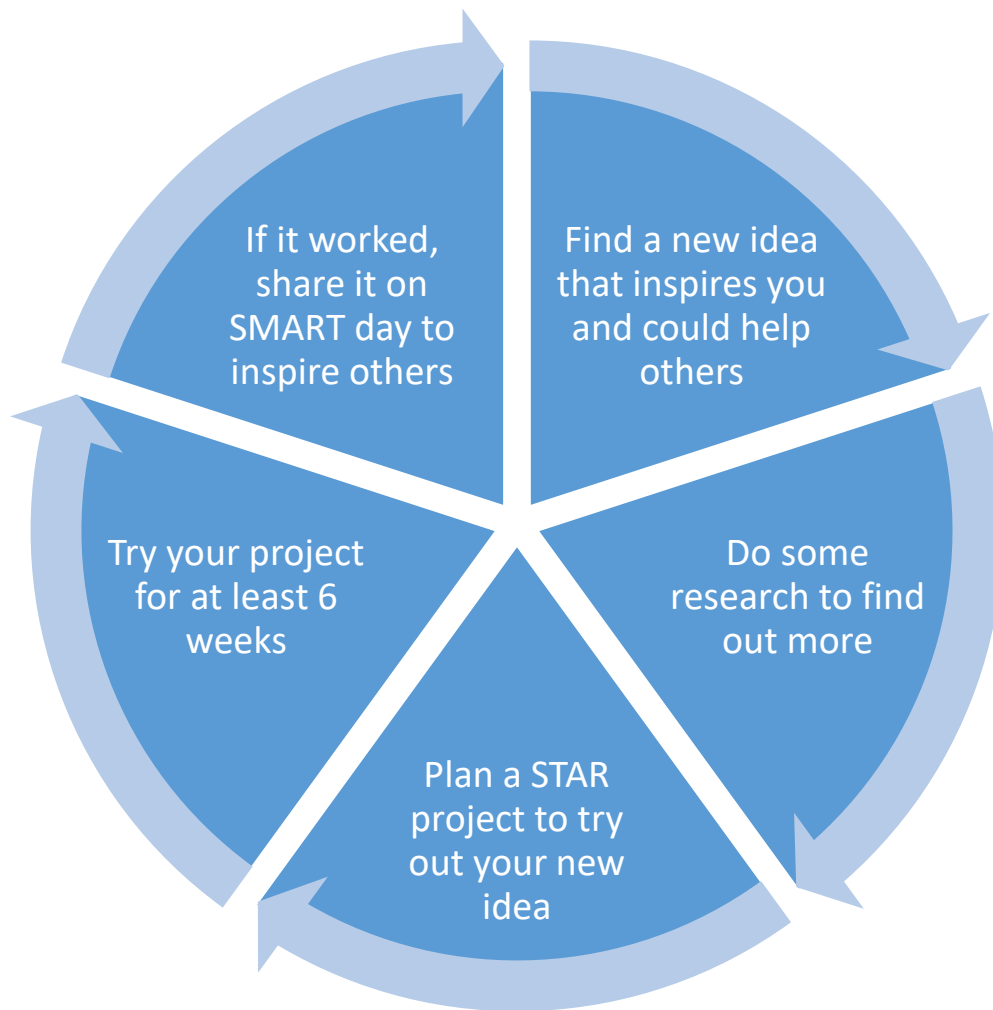 Find a new idea
that inspires you
and could help
others
Do some
research to find
out more
Plan a STAR
project to try
out your new
idea
Try your project
for at least 6
weeks
If it worked,
share it on
SMART day to
inspire others